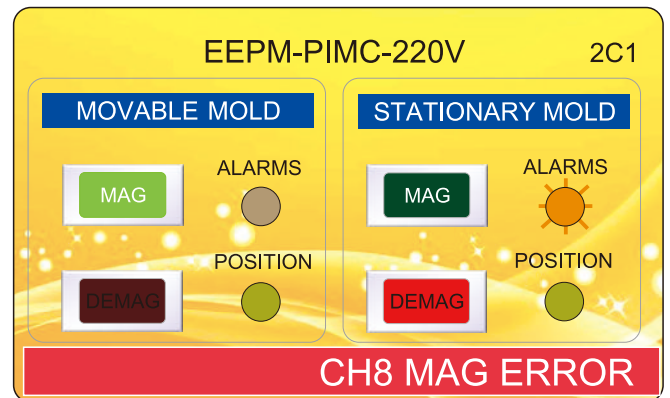 EEPM-PIMC-220V 2C1
MOVABLE MOLD
MAG
ALARMS
DEMAG
POSITION
STATIONARY MOLD
MAG
ALARMS
DEMAG
POSITION
CH8 MAG ERROR